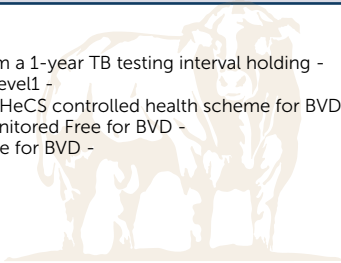 m a 1-year TB testing interval holding -
evel1 -
HeCS controlled health scheme for BVD
nitored Free for BVD -
e for BVD -